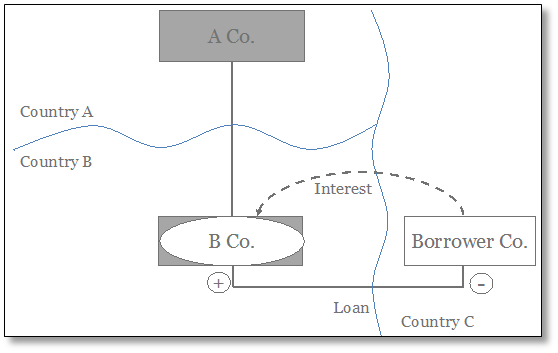 A Co.
Country A
Country B
Interest
B Co.
Borrower Co.
+
-
Loan
Country C